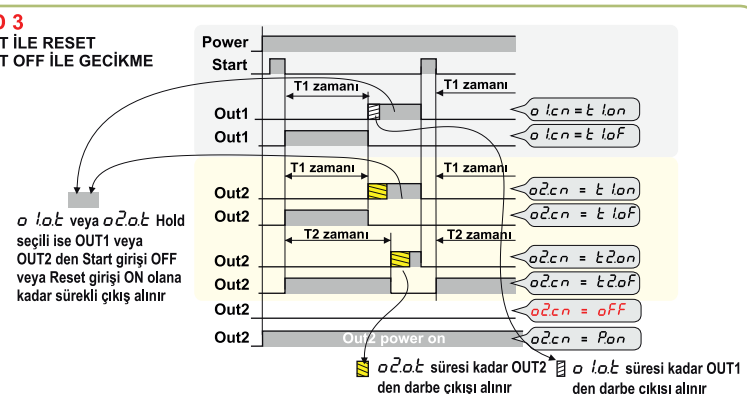 O 3
T İLE RESET
T OFF İLE GECİKME
Power
Start
T1 zamanı
T1 zamanı
Out1
o1.cn = t1.on
Out1
o1.cn = t1.oF
T1 zamanı
T1 zamanı
Out2
o2.cn = t1.on
Out2
o2.cn = t1.oF
T2 zamanı
T2 zamanı
Out2
o2.cn = t2.on
Out2
o2.cn = t2.oF
Out2
o2.cn = oFF
Out2
Out2 power on
o2.cn = P.on
o1.o.t veya o2.o.t Hold
seçili ise OUT1 veya
OUT2 den Start girişi OFF
veya Reset girişi ON olana
kadar sürekli çıkış alınır
o2.o.t süresi kadar OUT2
den darbe çıkışı alınır
o1.o.t süresi kadar OUT1
den darbe cıkısı alınır